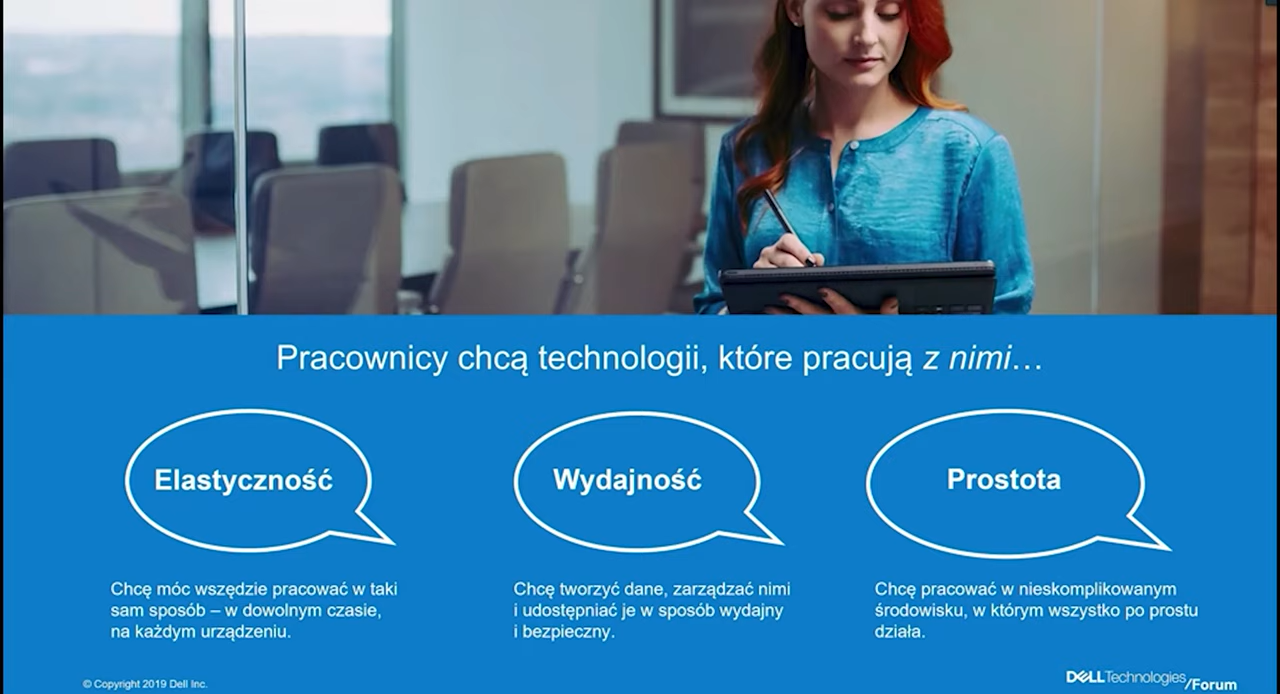 Pracownicy chcą technologii, które pracują z nimi…
Elastyczność
Wydajność
Prostota
Chcę móc wszędzie pracować w taki
sam sposób – w dowolnym czasie,
na każdym urządzeniu.
Chcę tworzyć dane, zarządzać nimi
i udostępniać je w sposób wydajny
i bezpieczny.
Chcę pracować w nieskomplikowanym
środowisku, w którym wszystko po prostu
działa.
© Copyright 2019 Dell Inc.
DELLTechnologies/Forum